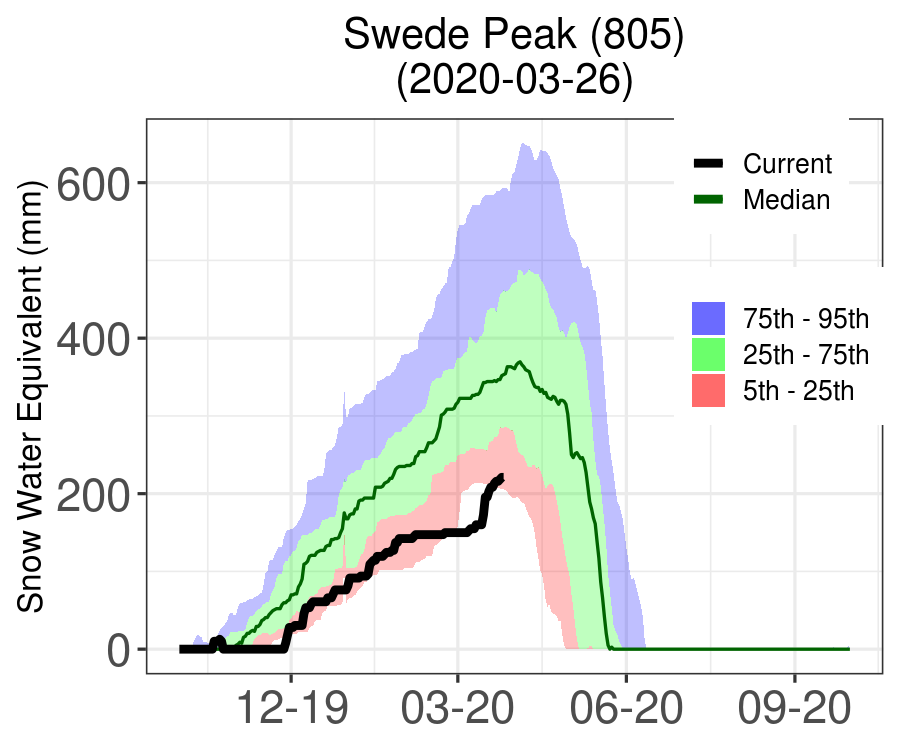 Swede Peak (805)
(2020-03-26)
Snow Water Equivalent (mm)
600
400
200
0
12-19
03-20
06-20
09-20
Current
Median
75th - 95th
25th - 75th
5th - 25th